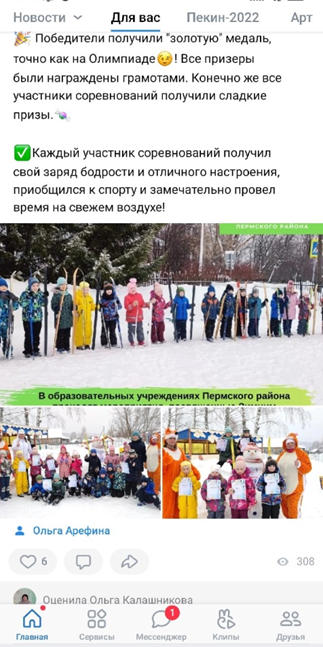 Новости Для вас Пекин-2022 Арт
🎉 Победители получили "золотую" медаль,
точно как на Олимпиаде😉! Все призеры
были награждены грамотами. Конечно же все
участники соревнований получили сладкие
призы.🍬
✅Каждый участник соревнований получил
свой заряд бодрости и отличного настроения,
приобщился к спорту и замечательно провел
время на свежем воздухе!
ПЕРМСКОГО РАЙОНА
В образовательных учреждениях Пермского района
Ольга Арефина
6 308
Оценила Ольга Калашникова
1
Главная Сервисы Мессенджер Клипы Друзья